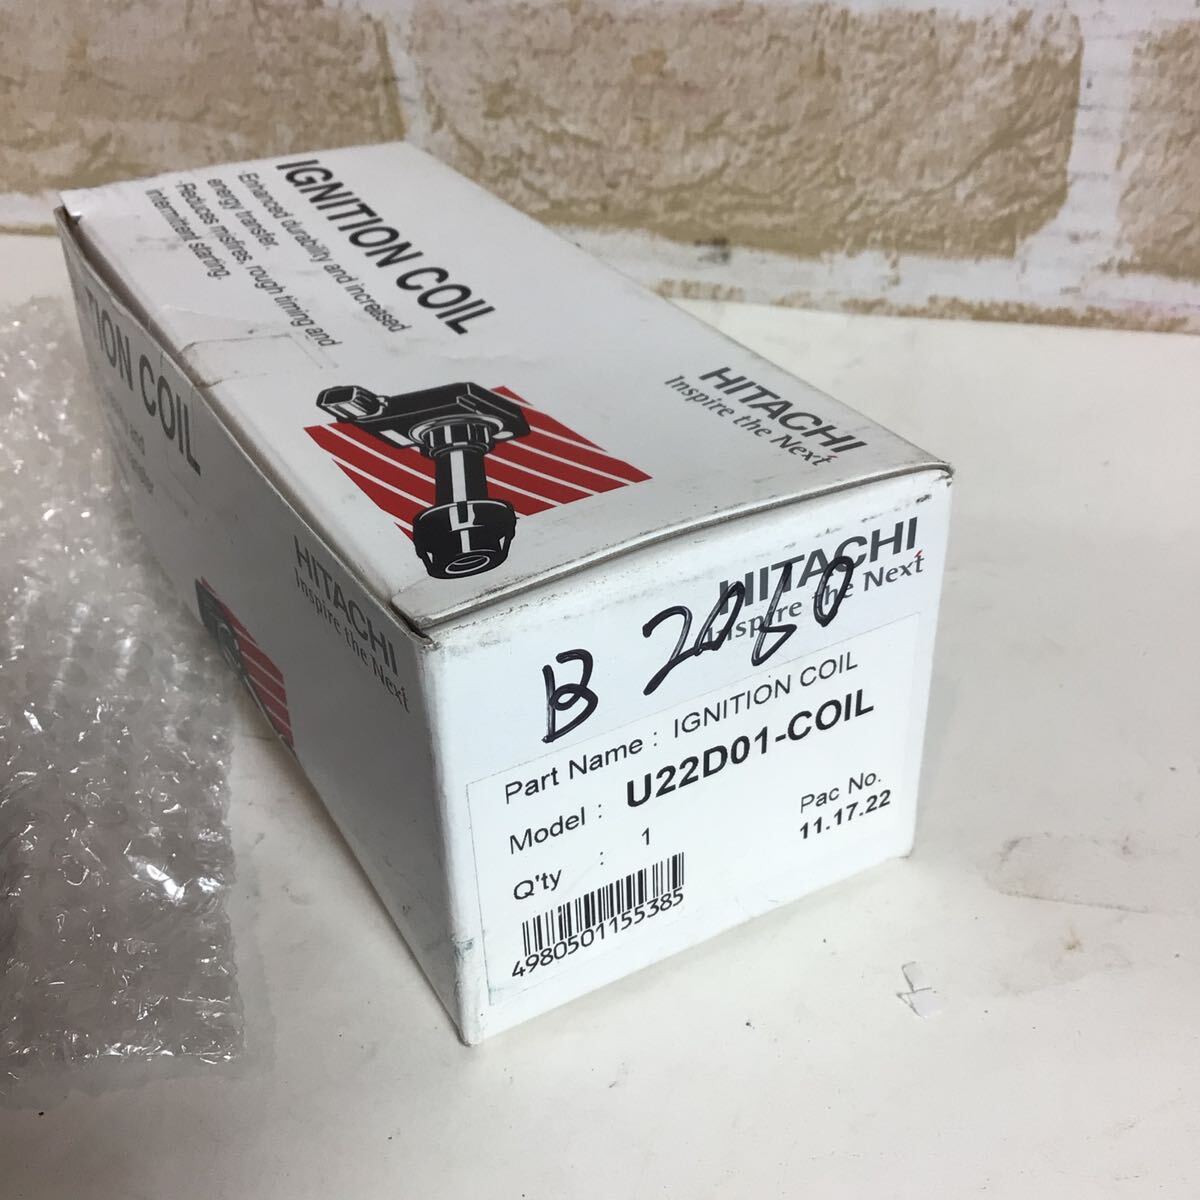 IGNITION COIL
-Enhanced durability and increased
energy transfer.
-Reduces misfires, rough timing and
intermittent starting.
HITACHI
Inspire the Next
TION COIL
and
HITACHI
Inspire the Next
HITACHI
Inspire the Next
B 2060
Part Name : IGNITION COIL
Model : U22D01-COIL
Q'ty : 1
Pac No.
11.17.22
4980501155385